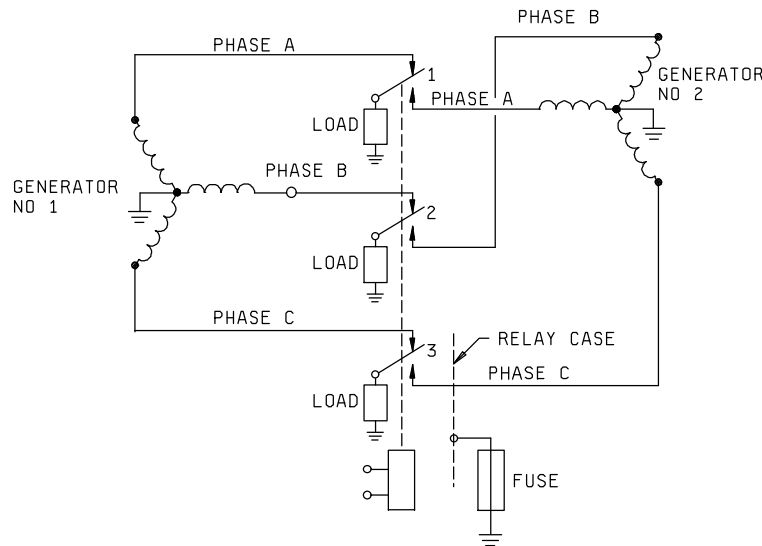 PHASE B
PHASE A
GENERATOR
NO 2
1
PHASE A
LOAD
PHASE B
GENERATOR
NO 1
2
LOAD
PHASE C
3
RELAY CASE
PHASE C
LOAD
FUSE